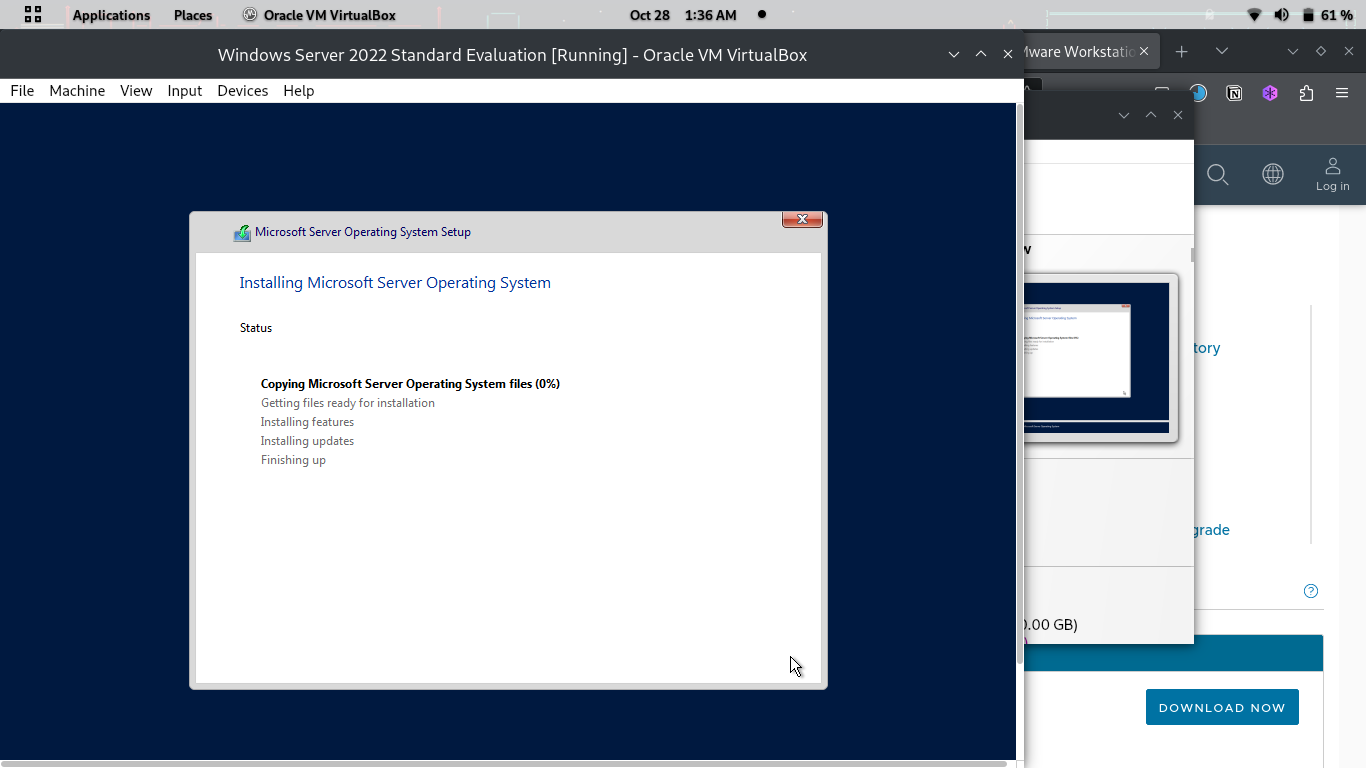 Applications Places Oracle VM VirtualBox Oct 28 1:36 AM 61 %
Windows Server 2022 Standard Evaluation [Running] - Oracle VM VirtualBox
Mware Workstatio
File Machine View Input Devices Help
Log in
Microsoft Server Operating System Setup
Installing Microsoft Server Operating System
Status
Copying Microsoft Server Operating System files (0%)
Getting files ready for installation
Installing features
Installing updates
Finishing up
tory
grade
0.00 GB)
DOWNLOAD NOW